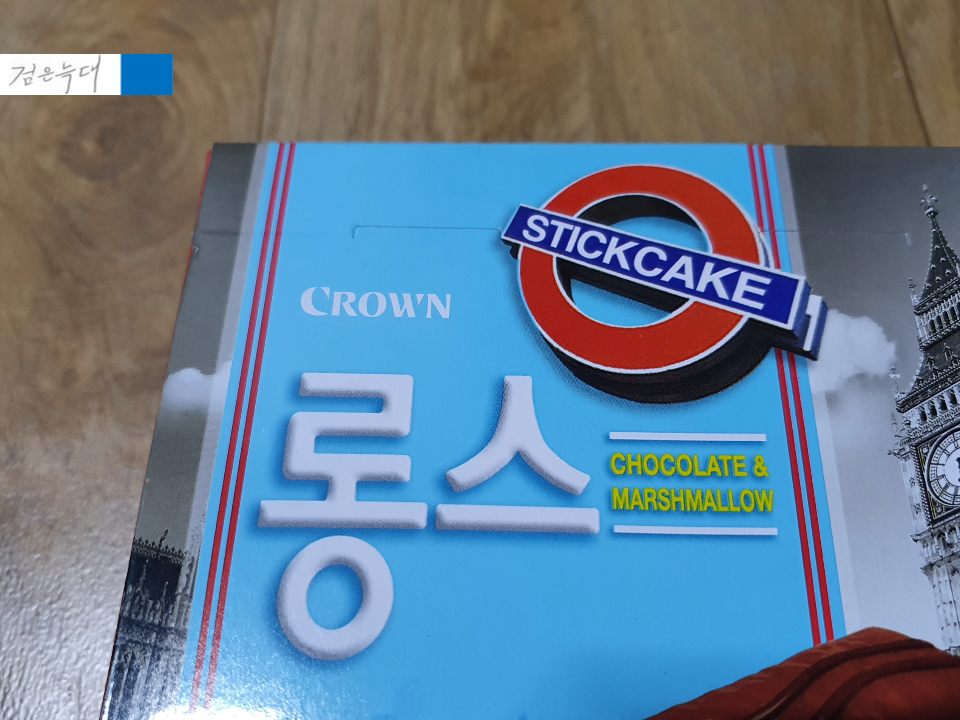 검은늑대
STICKCAKE
CROWN
롱스
CHOCOLATE &
MARSHMALLOW